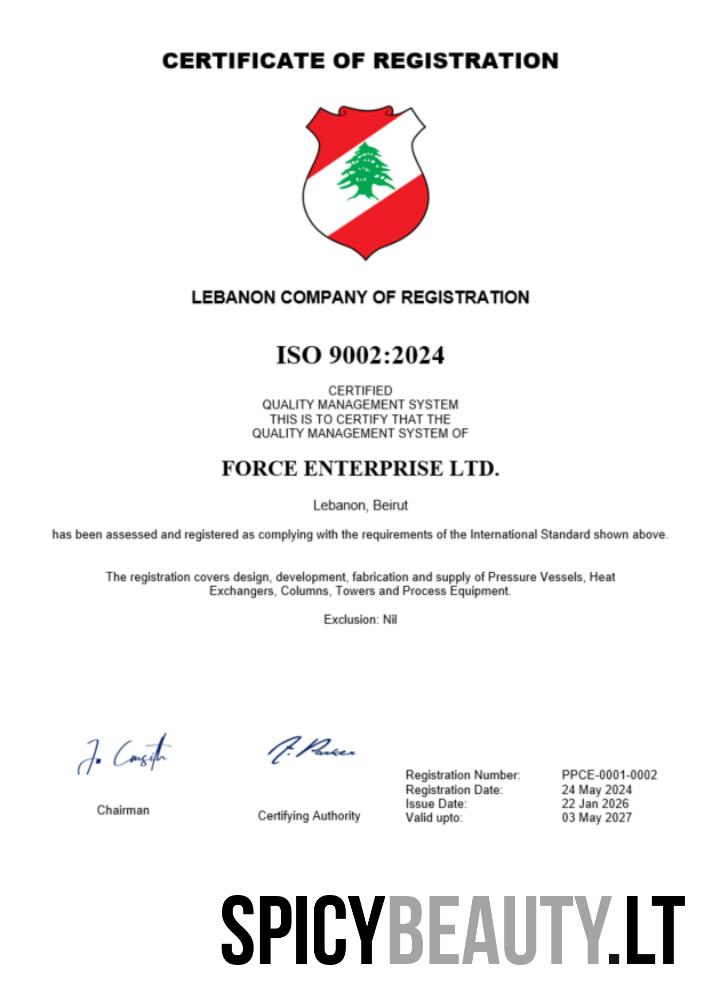 CERTIFICATE OF REGISTRATION
LEBANON COMPANY OF REGISTRATION
ISO 9002:2024
CERTIFIED
QUALITY MANAGEMENT SYSTEM
THIS IS TO CERTIFY THAT THE
QUALITY MANAGEMENT SYSTEM OF
FORCE ENTERPRISE LTD.
Lebanon, Beirut
has been assessed and registered as complying with the requirements of the International Standard shown above.
The registration covers design, development, fabrication and supply of Pressure Vessels, Heat
Exchangers, Columns, Towers and Process Equipment.
Exclusion: Nil
Chairman
Certifying Authority
Registration Number: PPCE-0001-0002
Registration Date: 24 May 2024
Issue Date: 22 Jan 2026
Valid upto: 03 May 2027
SPICYBEAUTY.LT